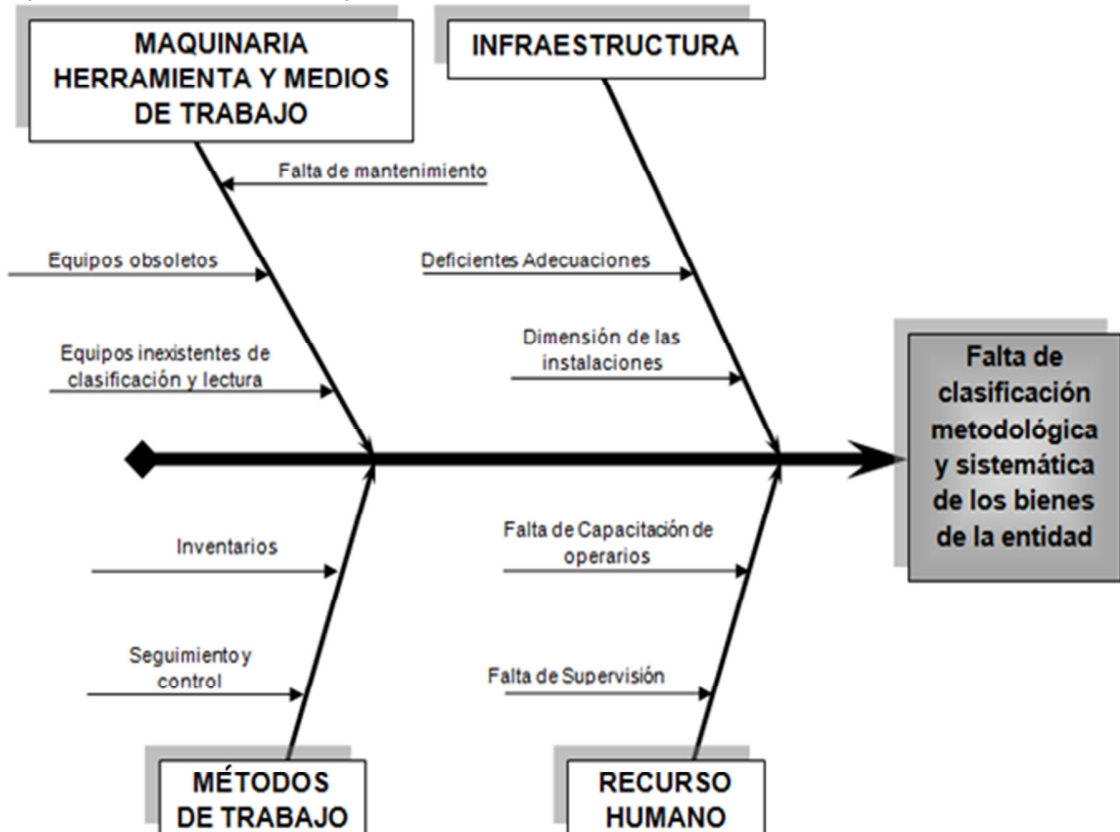 MAQUINARIA
HERRAMIENTA Y MEDIOS
DE TRABAJO
INFRAESTRUCTURA
Falta de mantenimiento
Equipos obsoletos
Equipos inexistentes de
clasificación y lectura
Deficientes Adecuaciones
Dimensión de las
instalaciones
Falta de
clasificación
metodológica
y sistemática
de los bienes
de la entidad
Inventarios
Seguimiento y
control
Falta de Capacitación de
operarios
Falta de Supervisión
MÉTODOS
DE TRABAJO
RECURSO
HUMANO